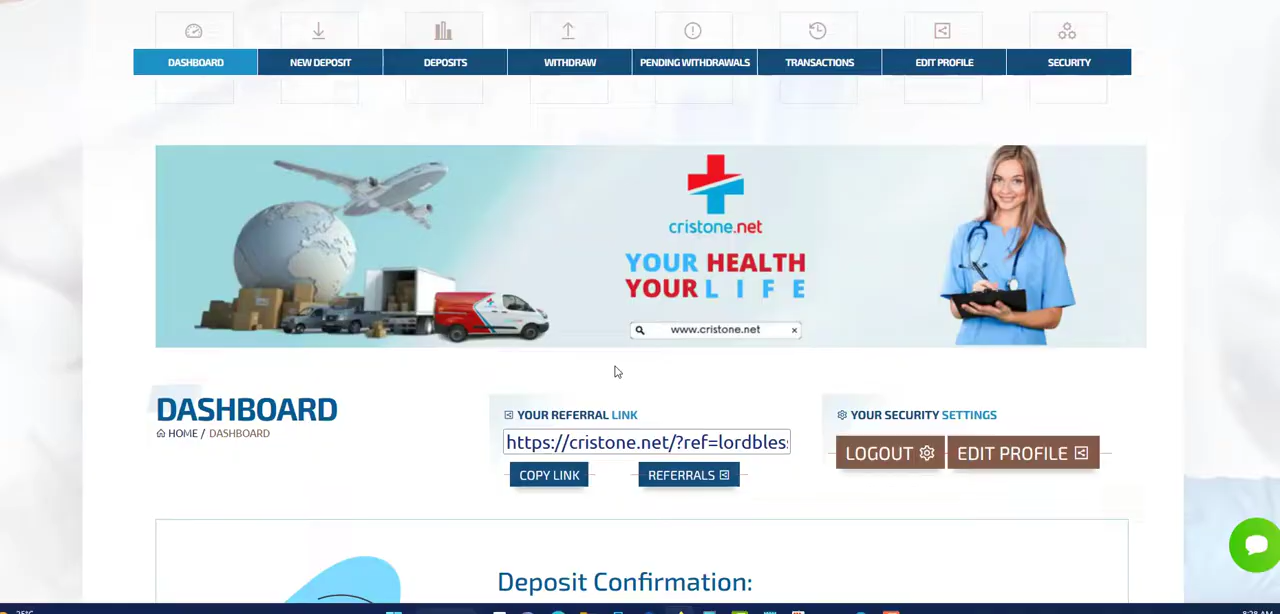 DASHBOARD NEW DEPOSIT DEPOSITS WITHDRAW PENDING WITHDRAWALS TRANSACTIONS EDIT PROFILE SECURITY
cristone.net
YOUR HEALTH
YOUR LIFE
www.cristone.net ×
DASHBOARD
HOME / DASHBOARD
YOUR REFERRAL LINK
https://cristone.net/?ref=lordbless
COPY LINK REFERRALS
YOUR SECURITY SETTINGS
LOGOUT EDIT PROFILE
Deposit Confirmation: